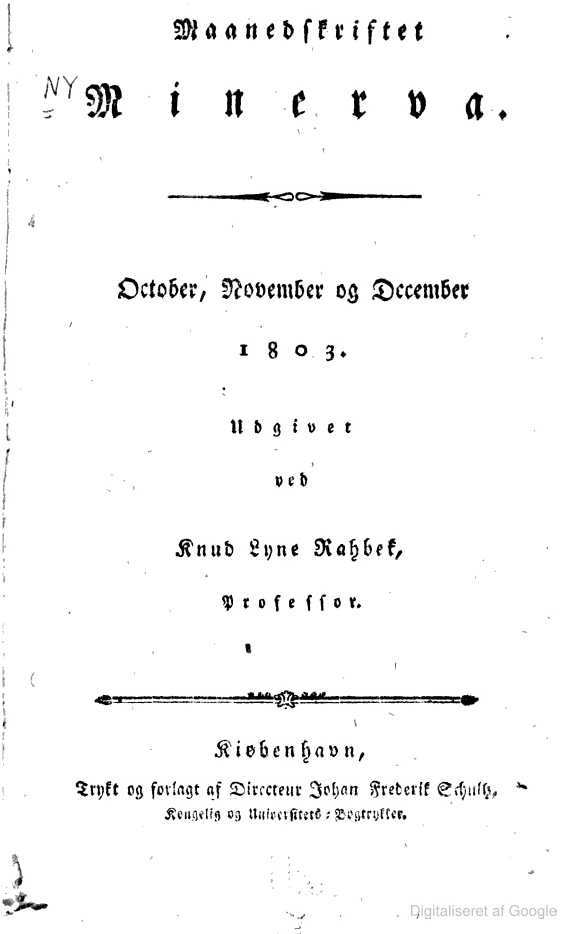 Maanedskriftet
NY
Minerva.
October, November og December
1803.
Udgivet
ved
Knud Lyne Rahbek,
Professor.
Kiøbenhavn,
Trykt og forlagt af Directeur Johan Frederik Schultz,
Kongelig og Universitets-Bogtrykker.
Digitaliseret af Google